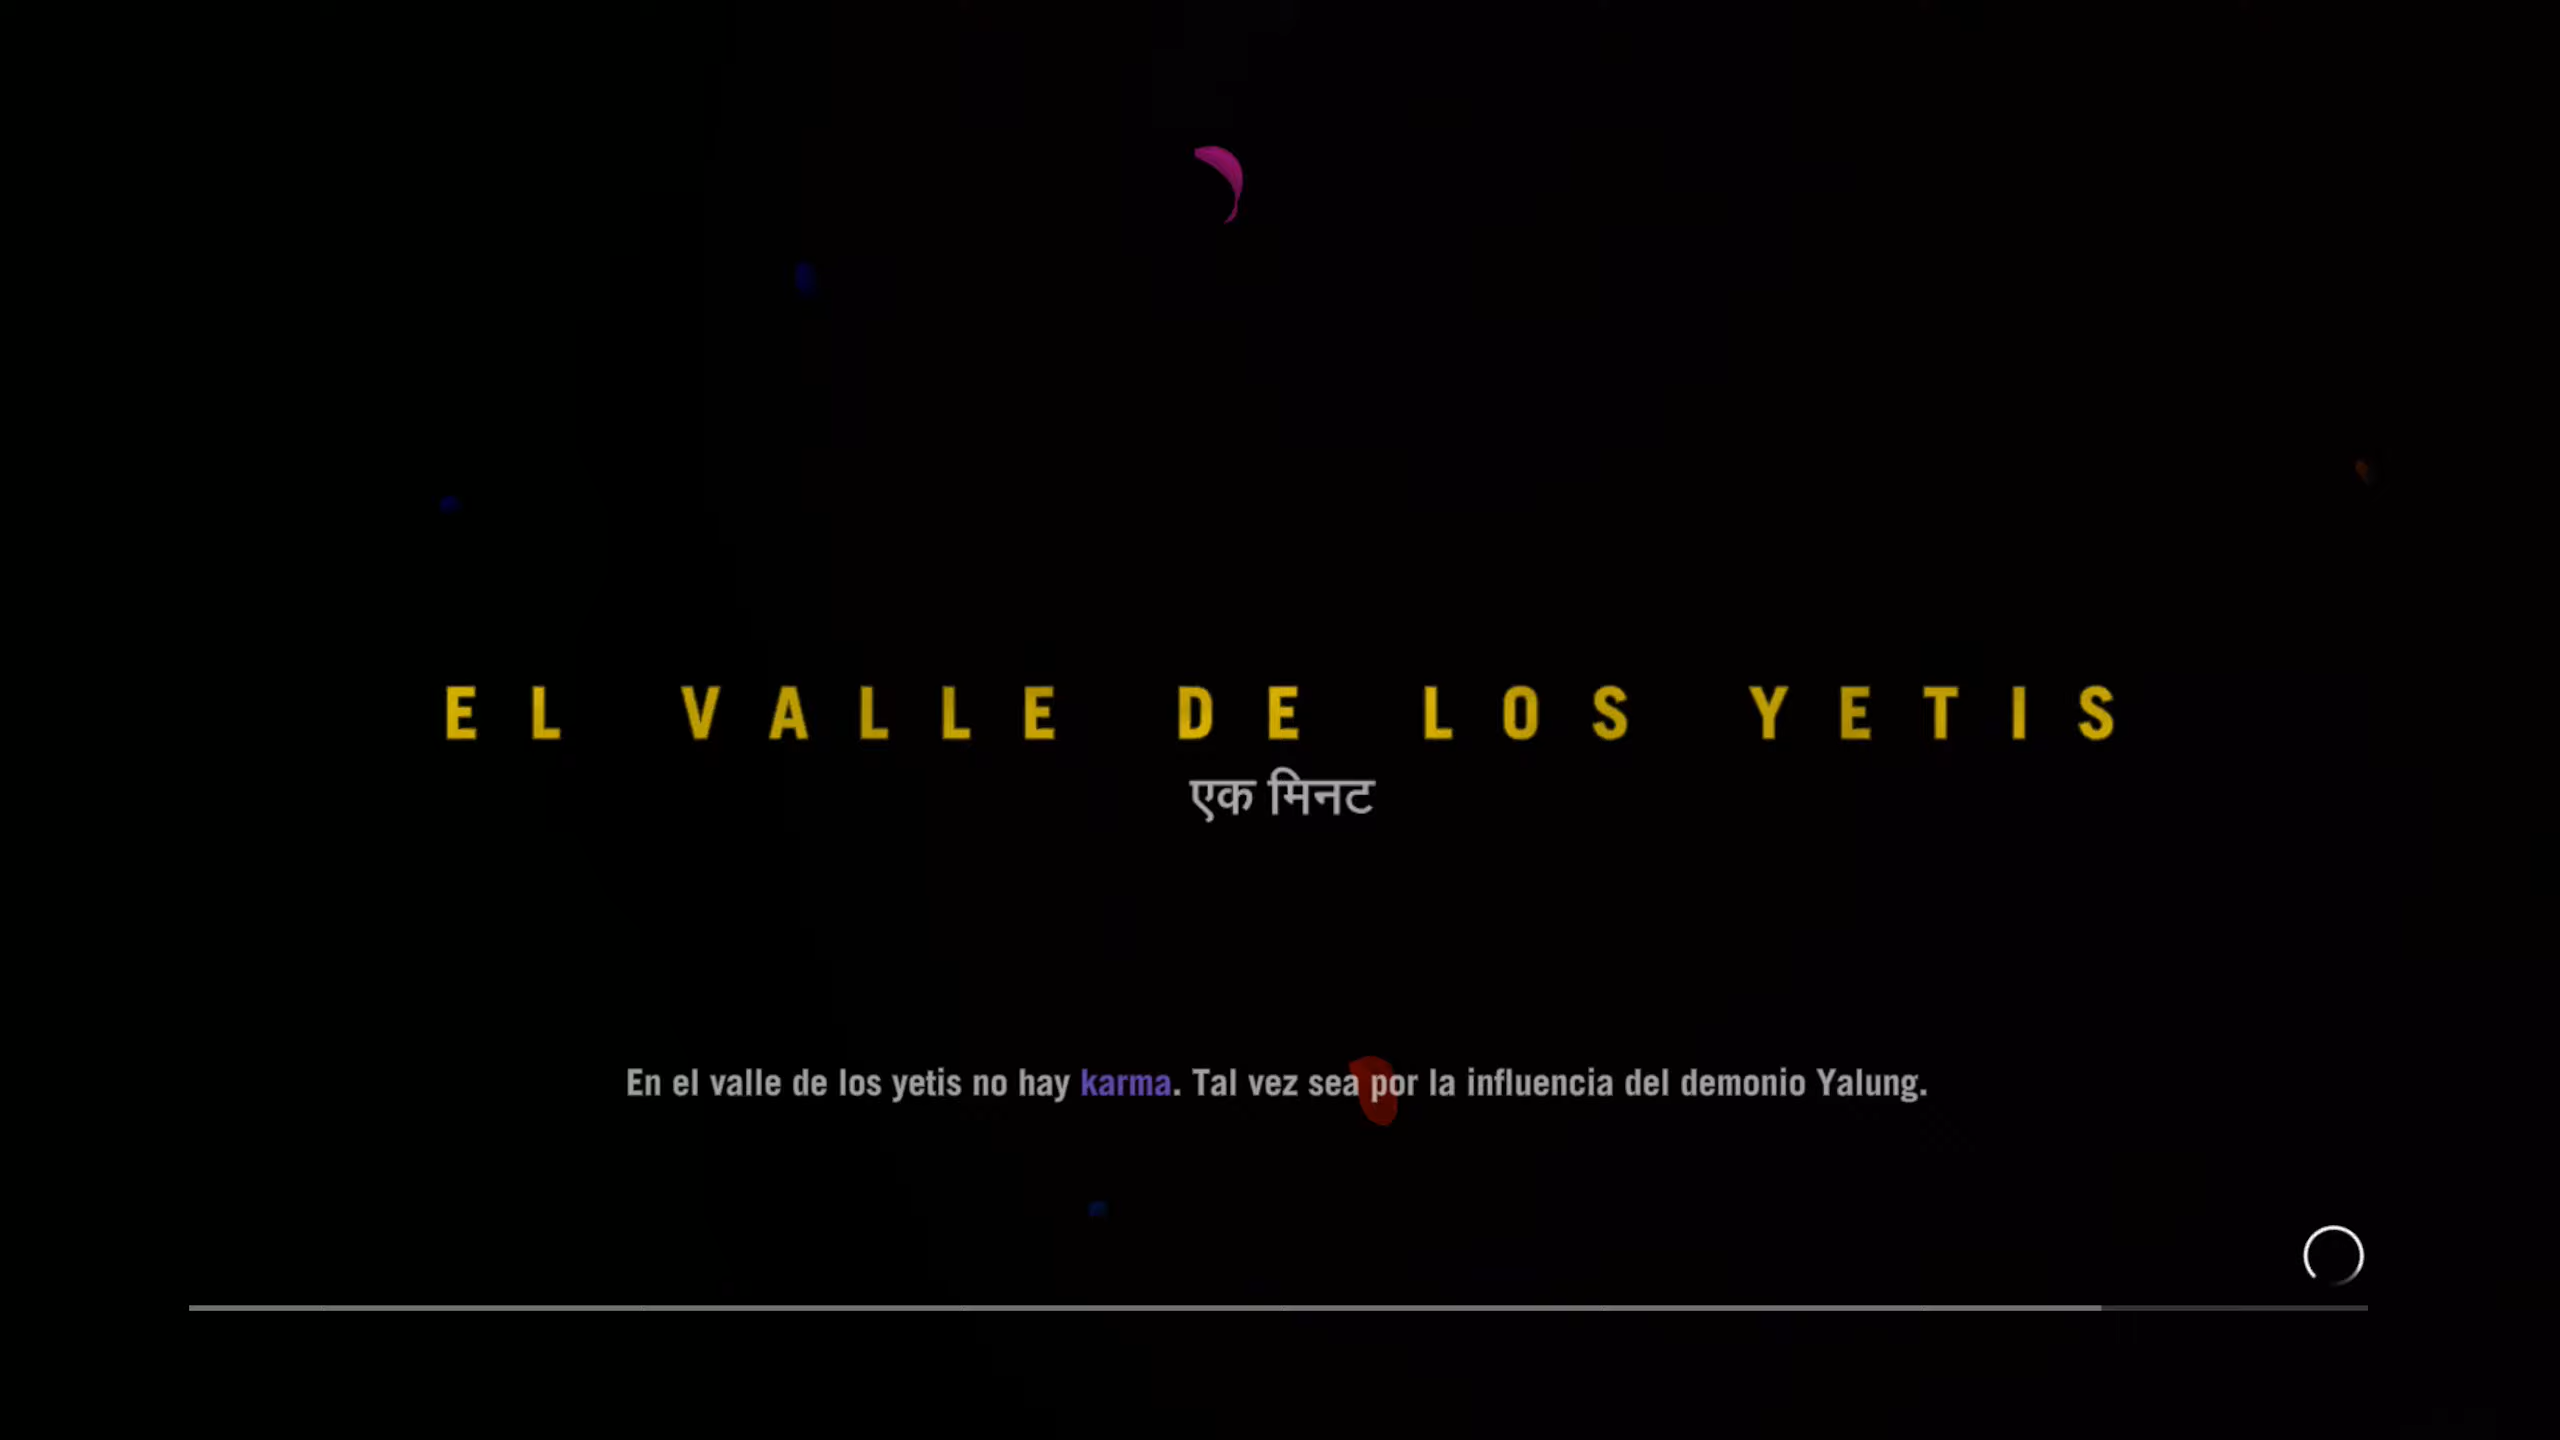 EL VALLE DE LOS YETIS
एक मिनट
En el valle de los yetis no hay karma. Tal vez sea por la influencia del demonio Yalung.